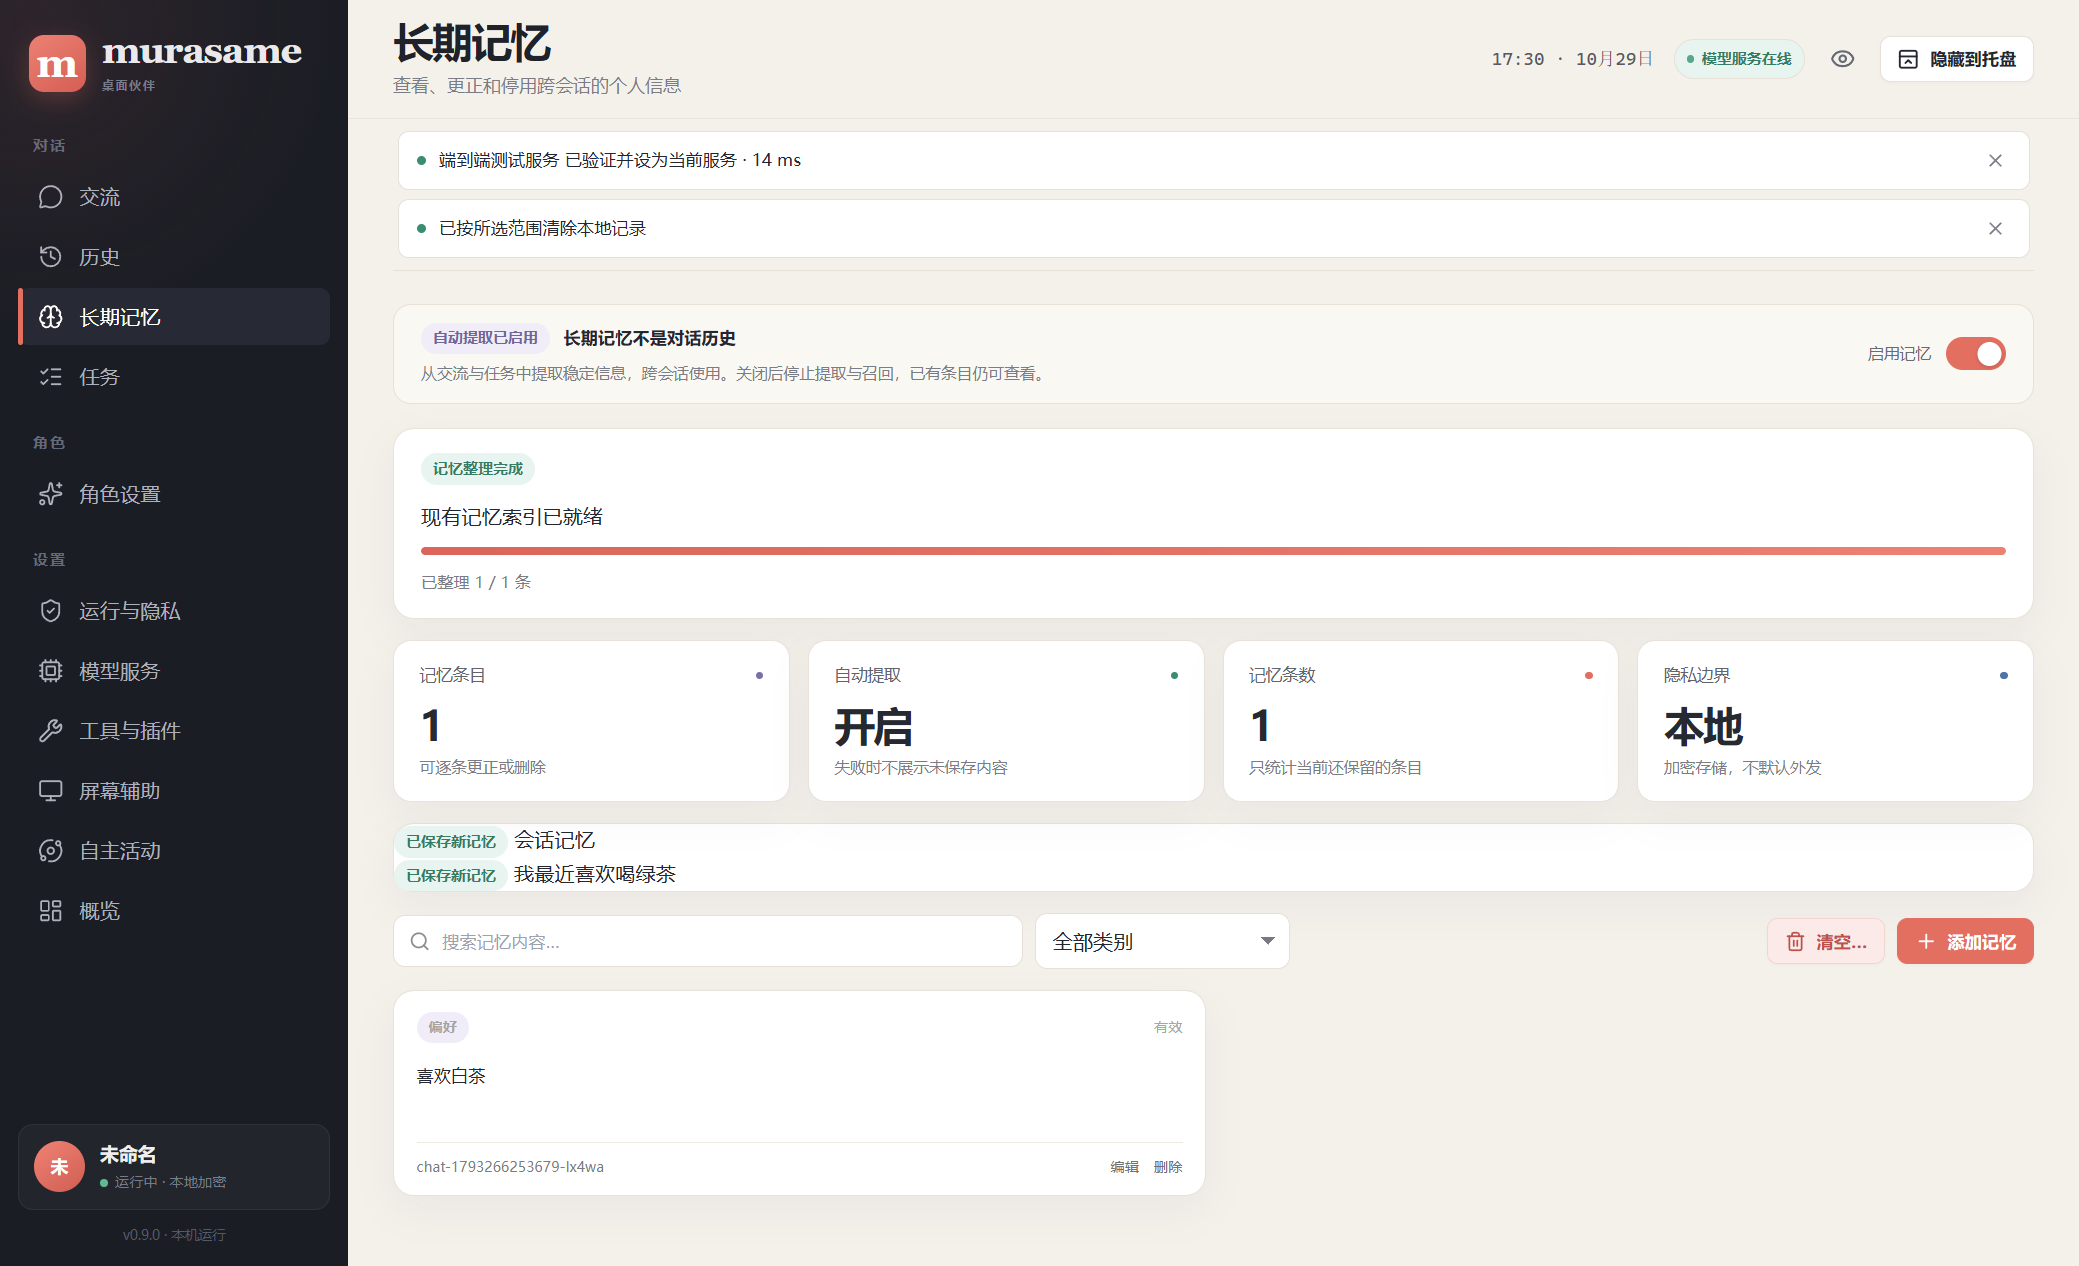 m
murasame
桌面伙伴
对话
交流
历史
长期记忆
任务
角色
角色设置
设置
运行与隐私
模型服务
工具与插件
屏幕辅助
自主活动
概览
未
未命名
运行中 · 本地加密
v0.9.0 · 本机运行
长期记忆
查看、更正和停用跨会话的个人信息
17:30 · 10月29日
模型服务在线
隐藏到托盘
端到端测试服务 已验证并设为当前服务 · 14 ms
已按所选范围清除本地记录
自动提取已启用 长期记忆不是对话历史
从交流与任务中提取稳定信息，跨会话使用。关闭后停止提取与召回，已有条目仍可查看。
启用记忆
记忆整理完成
现有记忆索引已就绪
已整理 1 / 1 条
记忆条目
1
可逐条更正或删除
自动提取
开启
失败时不展示未保存内容
记忆条数
1
只统计当前还保留的条目
隐私边界
本地
加密存储，不默认外发
已保存新记忆 会话记忆
已保存新记忆 我最近喜欢喝绿茶
搜索记忆内容...
全部类别
清空...
添加记忆
偏好
有效
喜欢白茶
chat-1793266253679-lx4wa
编辑 删除